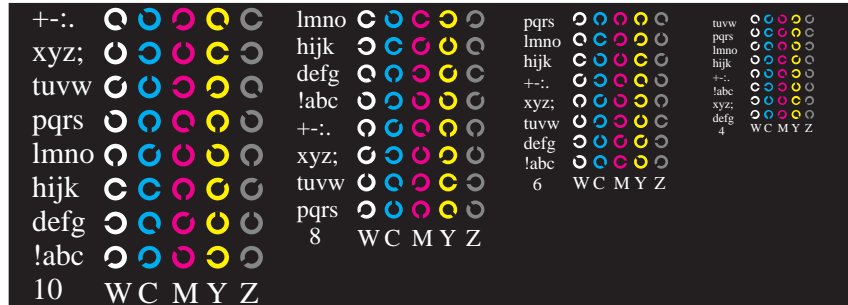 +-:.
xyz;
tuvw
pqrs
lmno
hijk
defg
!abc
10 W C M Y Z
lmno
hijk
defg
!abc
+-:.
xyz;
tuvw
pqrs
8 W C M Y Z
pqrs
lmno
hijk
+-:.
xyz;
tuvw
defg
!abc
6 W C M Y Z
tuvw
pqrs
lmno
hijk
+-:.
!abc
xyz;
defg
4 W C M Y Z